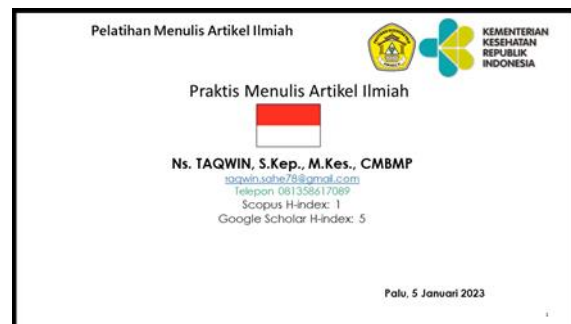 Pelatihan Menulis Artikel Ilmiah
KEMENTERIAN
KESEHATAN
REPUBLIK
INDONESIA
Praktis Menulis Artikel Ilmiah
Ns. TAQWIN, S.Kep., M.Kes., CMBMP
taqwin.sahe78@gmail.com
Telepon 081358617089
Scopus H-index: 1
Google Scholar H-index: 5
Palu, 5 Januari 2023
1